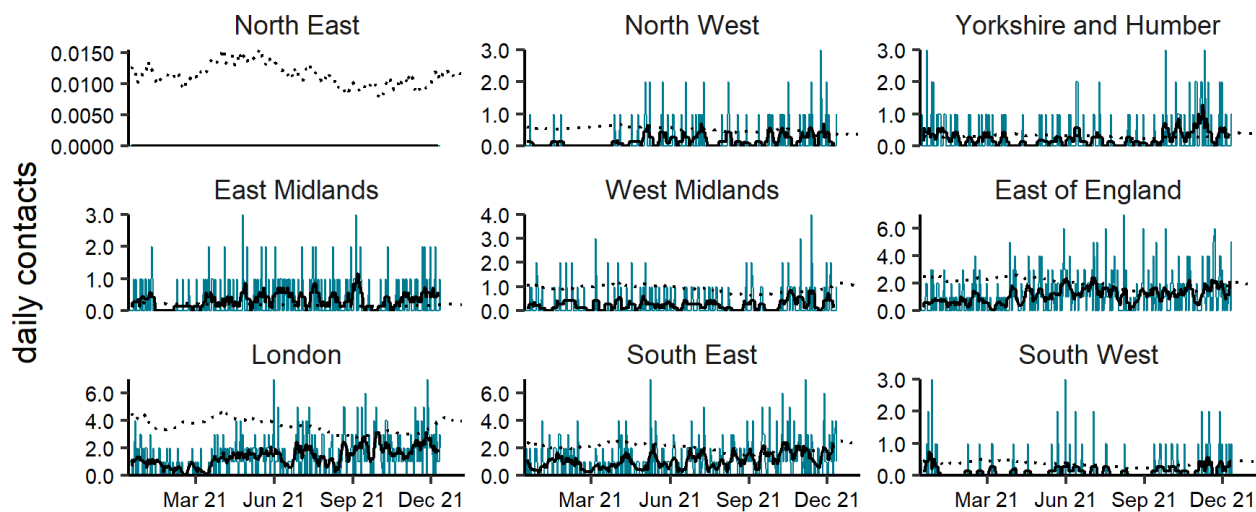 North East
North West
Yorkshire and Humber
0.0150
0.0100
0.0050
0.0000
3.0
2.0
1.0
0.0
3.0
2.0
1.0
0.0
East Midlands
West Midlands
East of England
3.0
2.0
1.0
0.0
4.0
3.0
2.0
1.0
0.0
6.0
4.0
2.0
0.0
daily contacts
London
South East
South West
6.0
4.0
2.0
0.0
6.0
4.0
2.0
0.0
3.0
2.0
1.0
0.0
Mar 21 Jun 21 Sep 21 Dec 21
Mar 21 Jun 21 Sep 21 Dec 21
Mar 21 Jun 21 Sep 21 Dec 21